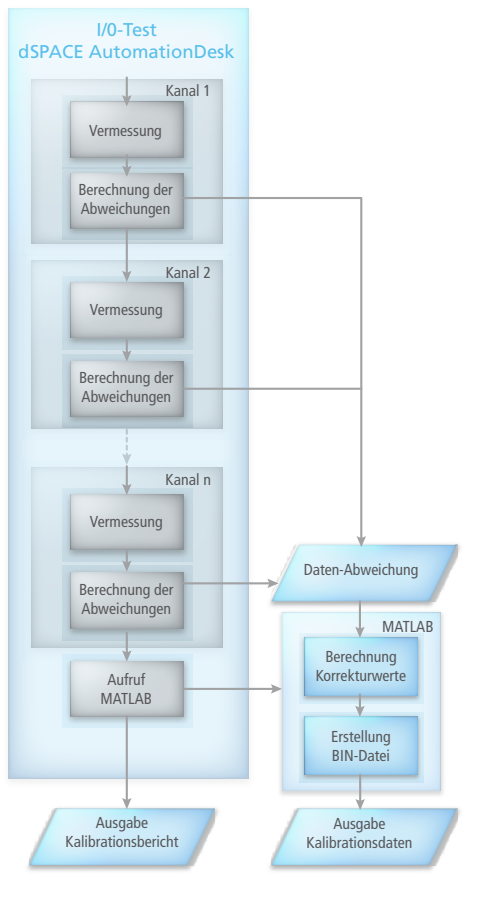 I/0-Test
dSPACE AutomationDesk
Kanal 1
Vermessung
Berechnung der
Abweichungen
Kanal 2
Vermessung
Berechnung der
Abweichungen
Kanal n
Vermessung
Berechnung der
Abweichungen
Daten-Abweichung
MATLAB
Berechnung
Korrekturwerte
Aufruf
MATLAB
Erstellung
BIN-Datei
Ausgabe
Kalibrationsbericht
Ausgabe
Kalibrationsdaten